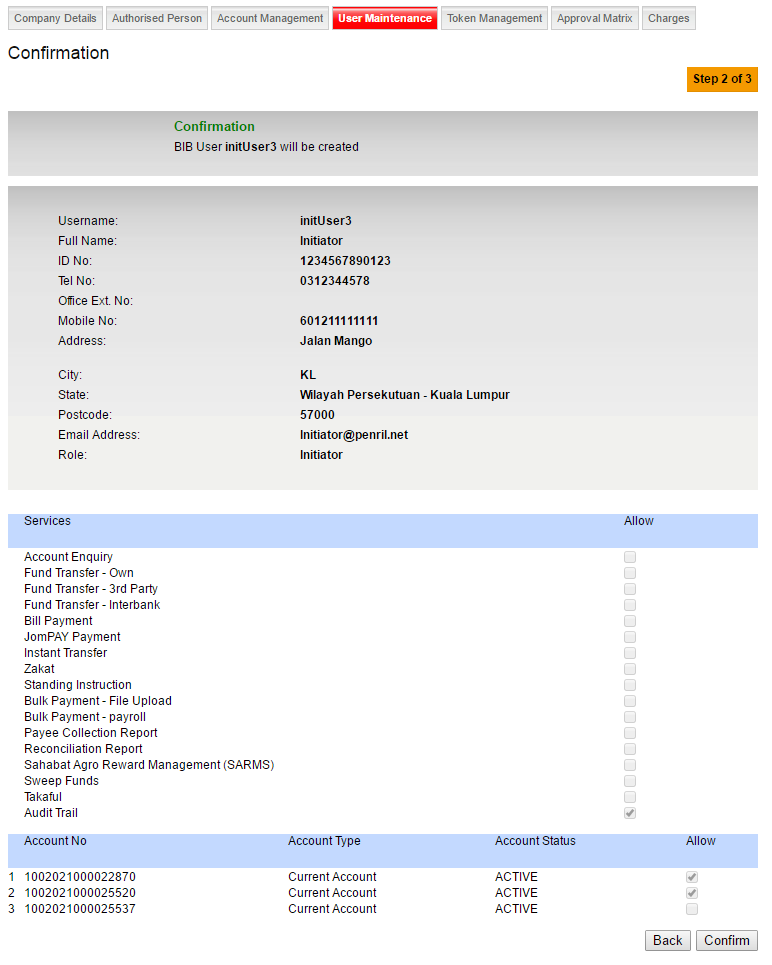 Company Details Authorised Person Account Management User Maintenance Token Management Approval Matrix Charges
Confirmation
Step 2 of 3
Confirmation
BIB User initUser3 will be created
Username: initUser3
Full Name: Initiator
ID No: 1234567890123
Tel No: 0312344578
Office Ext. No:
Mobile No: 601211111111
Address: Jalan Mango
City: KL
State: Wilayah Persekutuan - Kuala Lumpur
Postcode: 57000
Email Address: Initiator@penril.net
Role: Initiator
Services Allow
Account Enquiry
Fund Transfer - Own
Fund Transfer - 3rd Party
Fund Transfer - Interbank
Bill Payment
JomPAY Payment
Instant Transfer
Zakat
Standing Instruction
Bulk Payment - File Upload
Bulk Payment - payroll
Payee Collection Report
Reconciliation Report
Sahabat Agro Reward Management (SARMS)
Sweep Funds
Takaful
Audit Trail
Account No Account Type Account Status Allow
1 1002021000022870 Current Account ACTIVE
2 1002021000025520 Current Account ACTIVE
3 1002021000025537 Current Account ACTIVE
Back Confirm